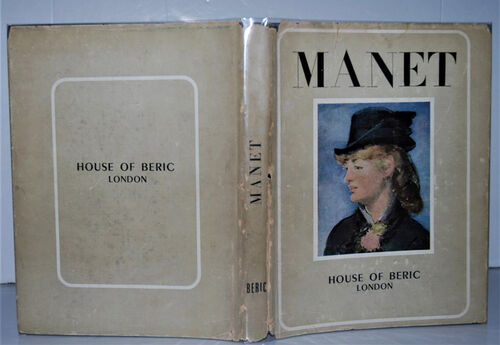 HOUSE OF BERIC
LONDON
MANET
BERIC
MANET
HOUSE OF BERIC
LONDON